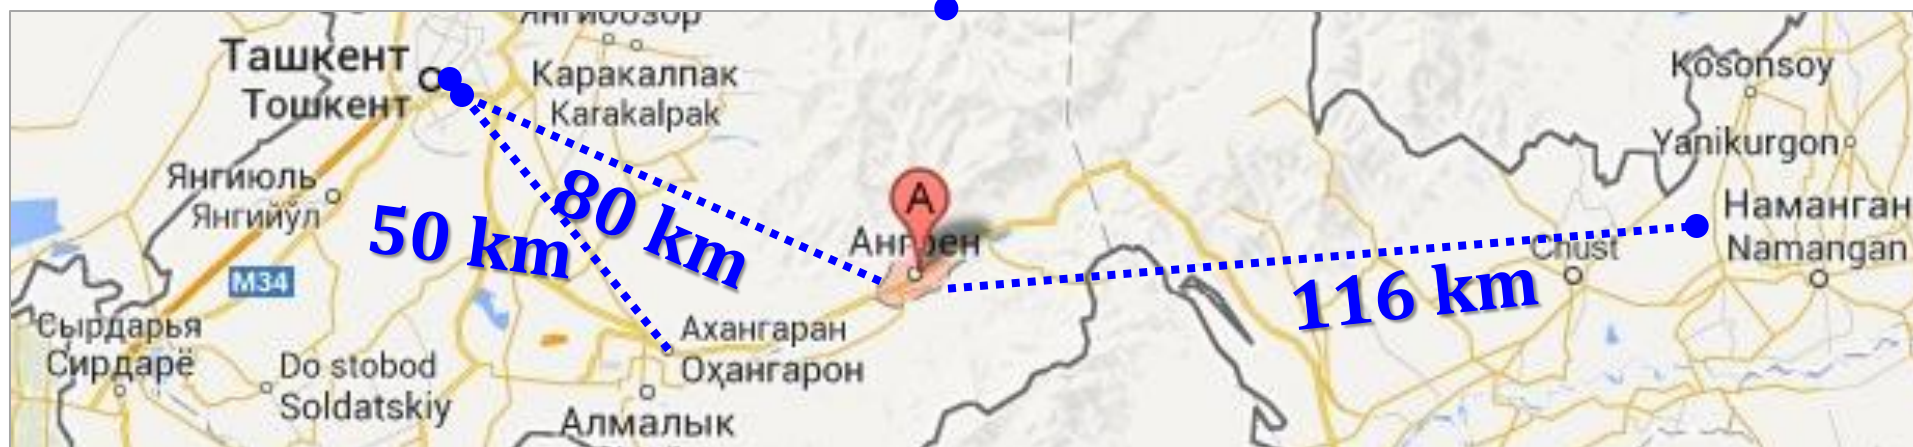 Янгибозор
Ташкент
Тошкент
Каракалпак
Karakalpak
Kosonsoy
Yanikurgon
Янгиюль
Янгийўл
80 km
50 km
A
Ангрен
Наманган
Namangan
Chust
116 km
M34
Сырдарья
Сирдарё
Ахангаран
Оҳангарон
Do stobod
Soldatskiy
Алмалык